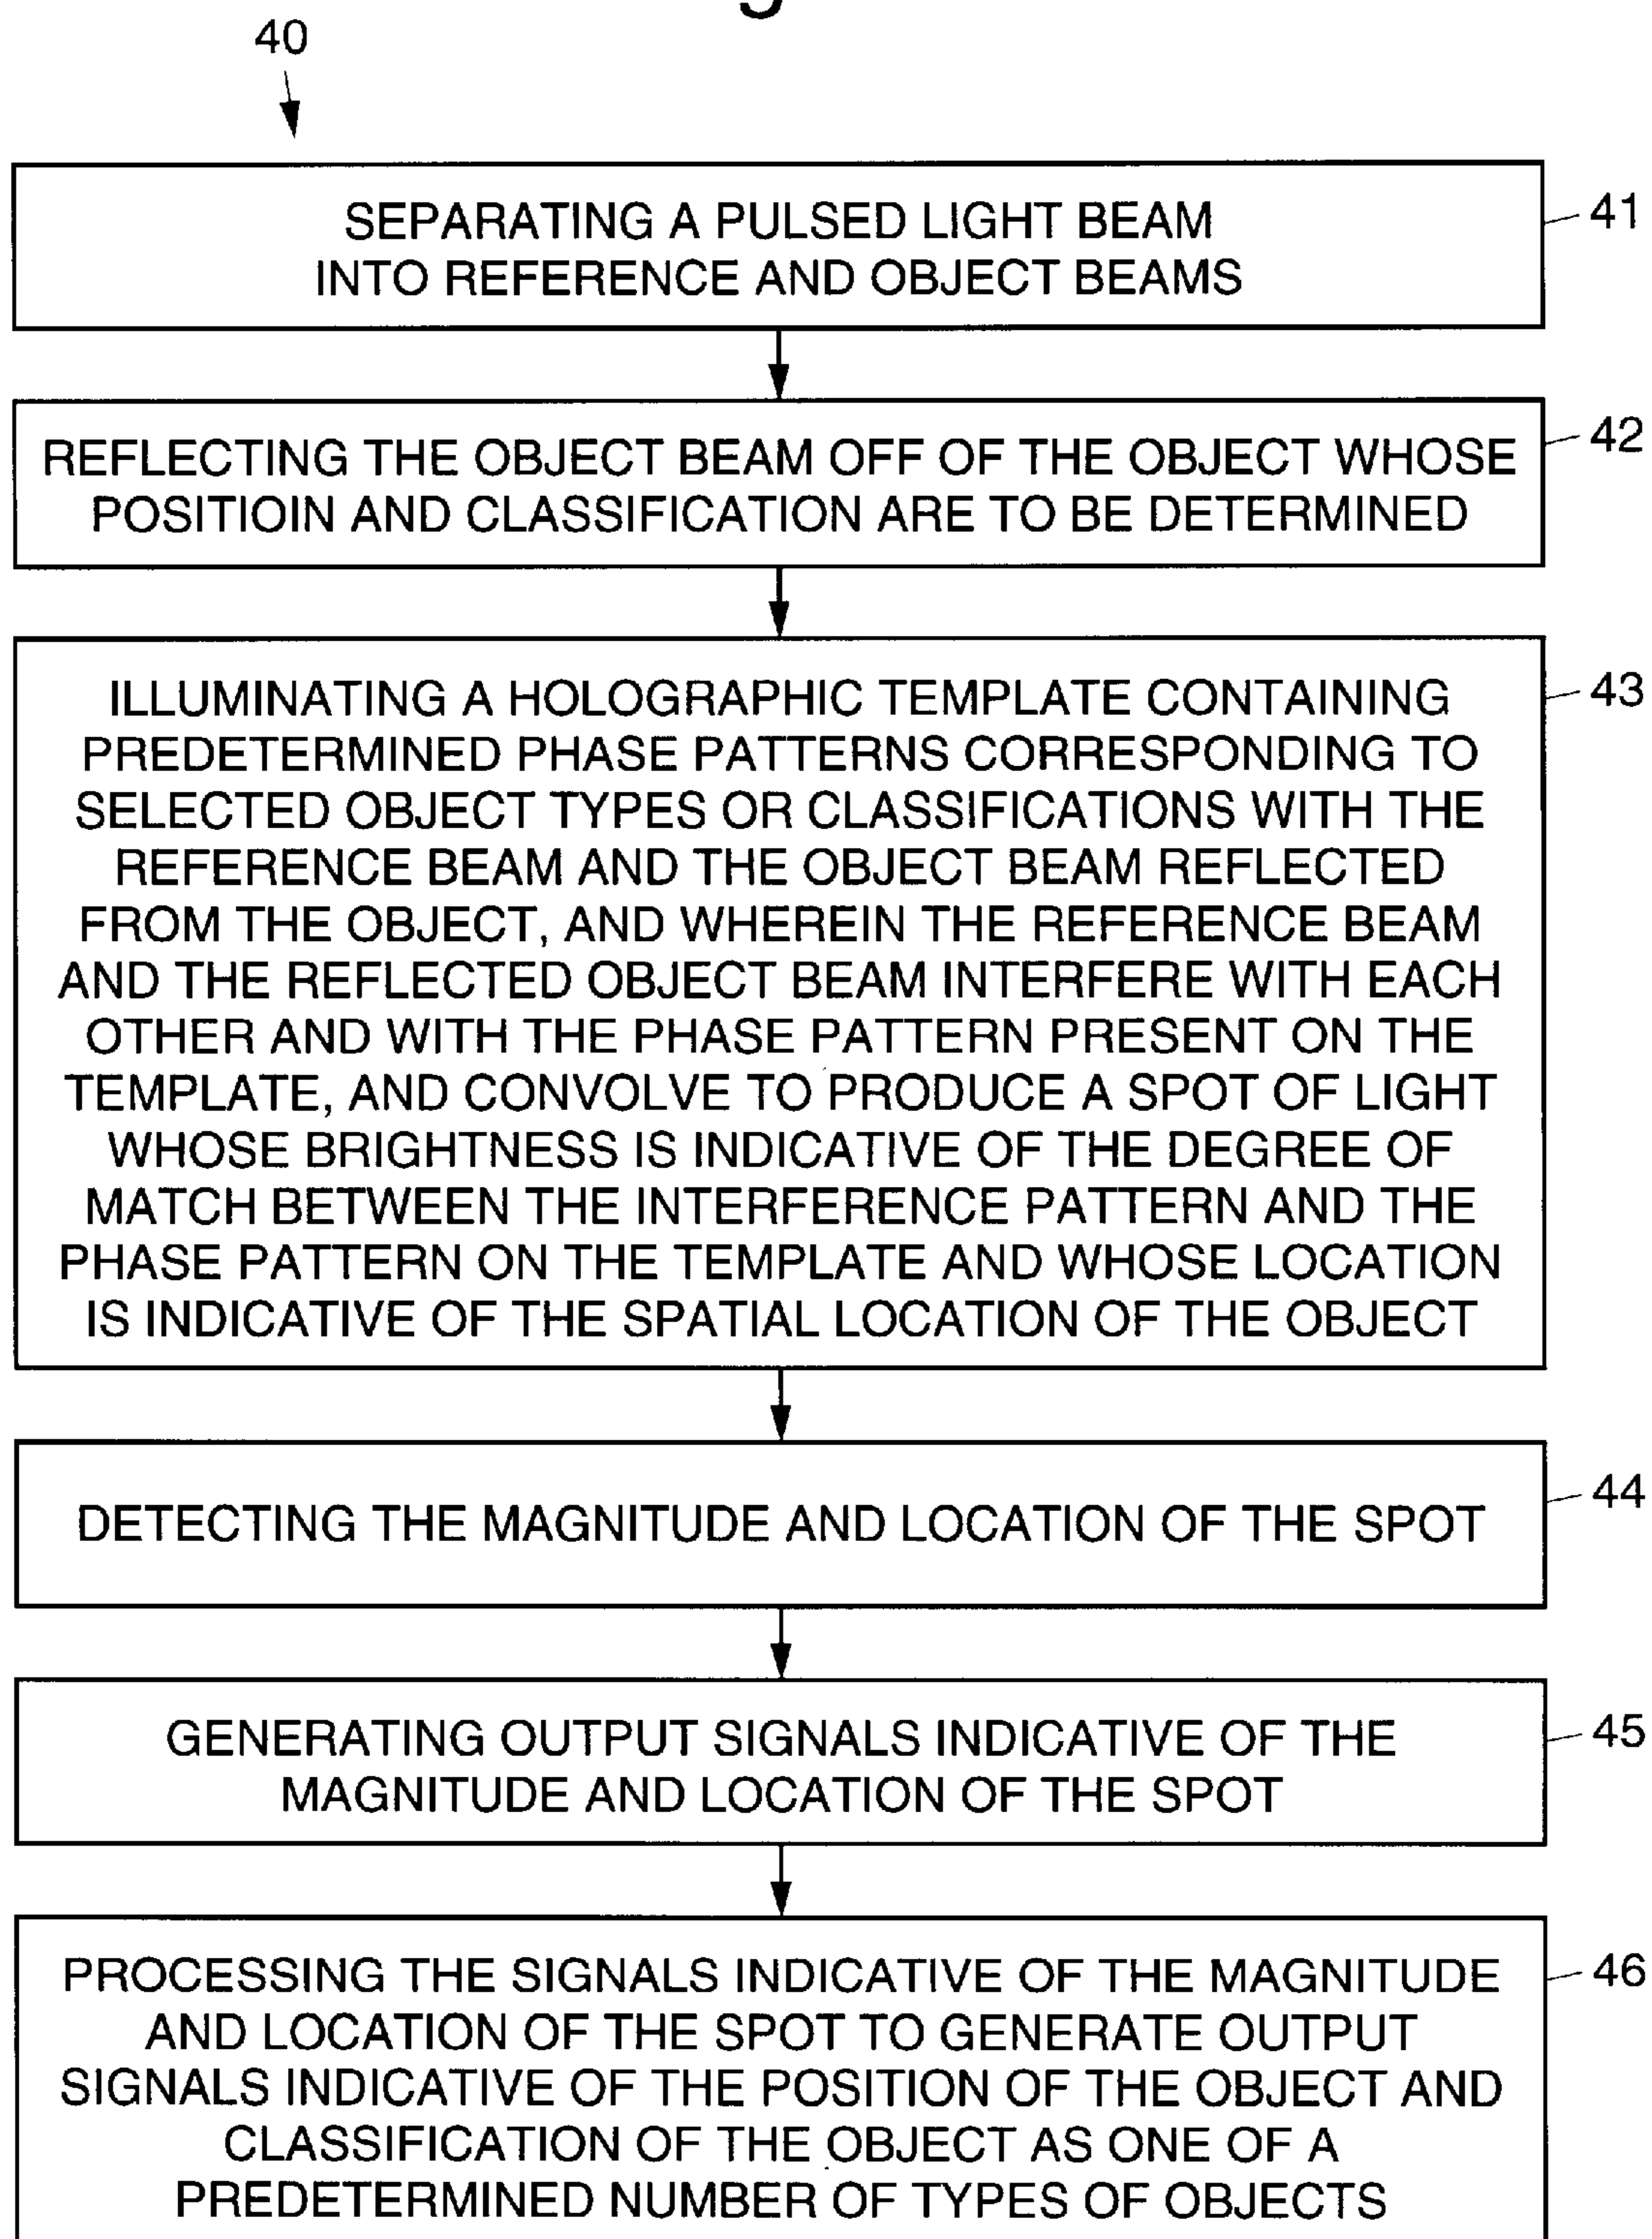 40
SEPARATING A PULSED LIGHT BEAM
INTO REFERENCE AND OBJECT BEAMS
41
REFLECTING THE OBJECT BEAM OFF OF THE OBJECT WHOSE
POSITIOIN AND CLASSIFICATION ARE TO BE DETERMINED
42
ILLUMINATING A HOLOGRAPHIC TEMPLATE CONTAINING
PREDETERMINED PHASE PATTERNS CORRESPONDING TO
SELECTED OBJECT TYPES OR CLASSIFICATIONS WITH THE
REFERENCE BEAM AND THE OBJECT BEAM REFLECTED
FROM THE OBJECT, AND WHEREIN THE REFERENCE BEAM
AND THE REFLECTED OBJECT BEAM INTERFERE WITH EACH
OTHER AND WITH THE PHASE PATTERN PRESENT ON THE
TEMPLATE, AND CONVOLVE TO PRODUCE A SPOT OF LIGHT
WHOSE BRIGHTNESS IS INDICATIVE OF THE DEGREE OF
MATCH BETWEEN THE INTERFERENCE PATTERN AND THE
PHASE PATTERN ON THE TEMPLATE AND WHOSE LOCATION
IS INDICATIVE OF THE SPATIAL LOCATION OF THE OBJECT
43
DETECTING THE MAGNITUDE AND LOCATION OF THE SPOT
44
GENERATING OUTPUT SIGNALS INDICATIVE OF THE
MAGNITUDE AND LOCATION OF THE SPOT
45
PROCESSING THE SIGNALS INDICATIVE OF THE MAGNITUDE
AND LOCATION OF THE SPOT TO GENERATE OUTPUT
SIGNALS INDICATIVE OF THE POSITION OF THE OBJECT AND
CLASSIFICATION OF THE OBJECT AS ONE OF A
PREDETERMINED NUMBER OF TYPES OF OBJECTS
46